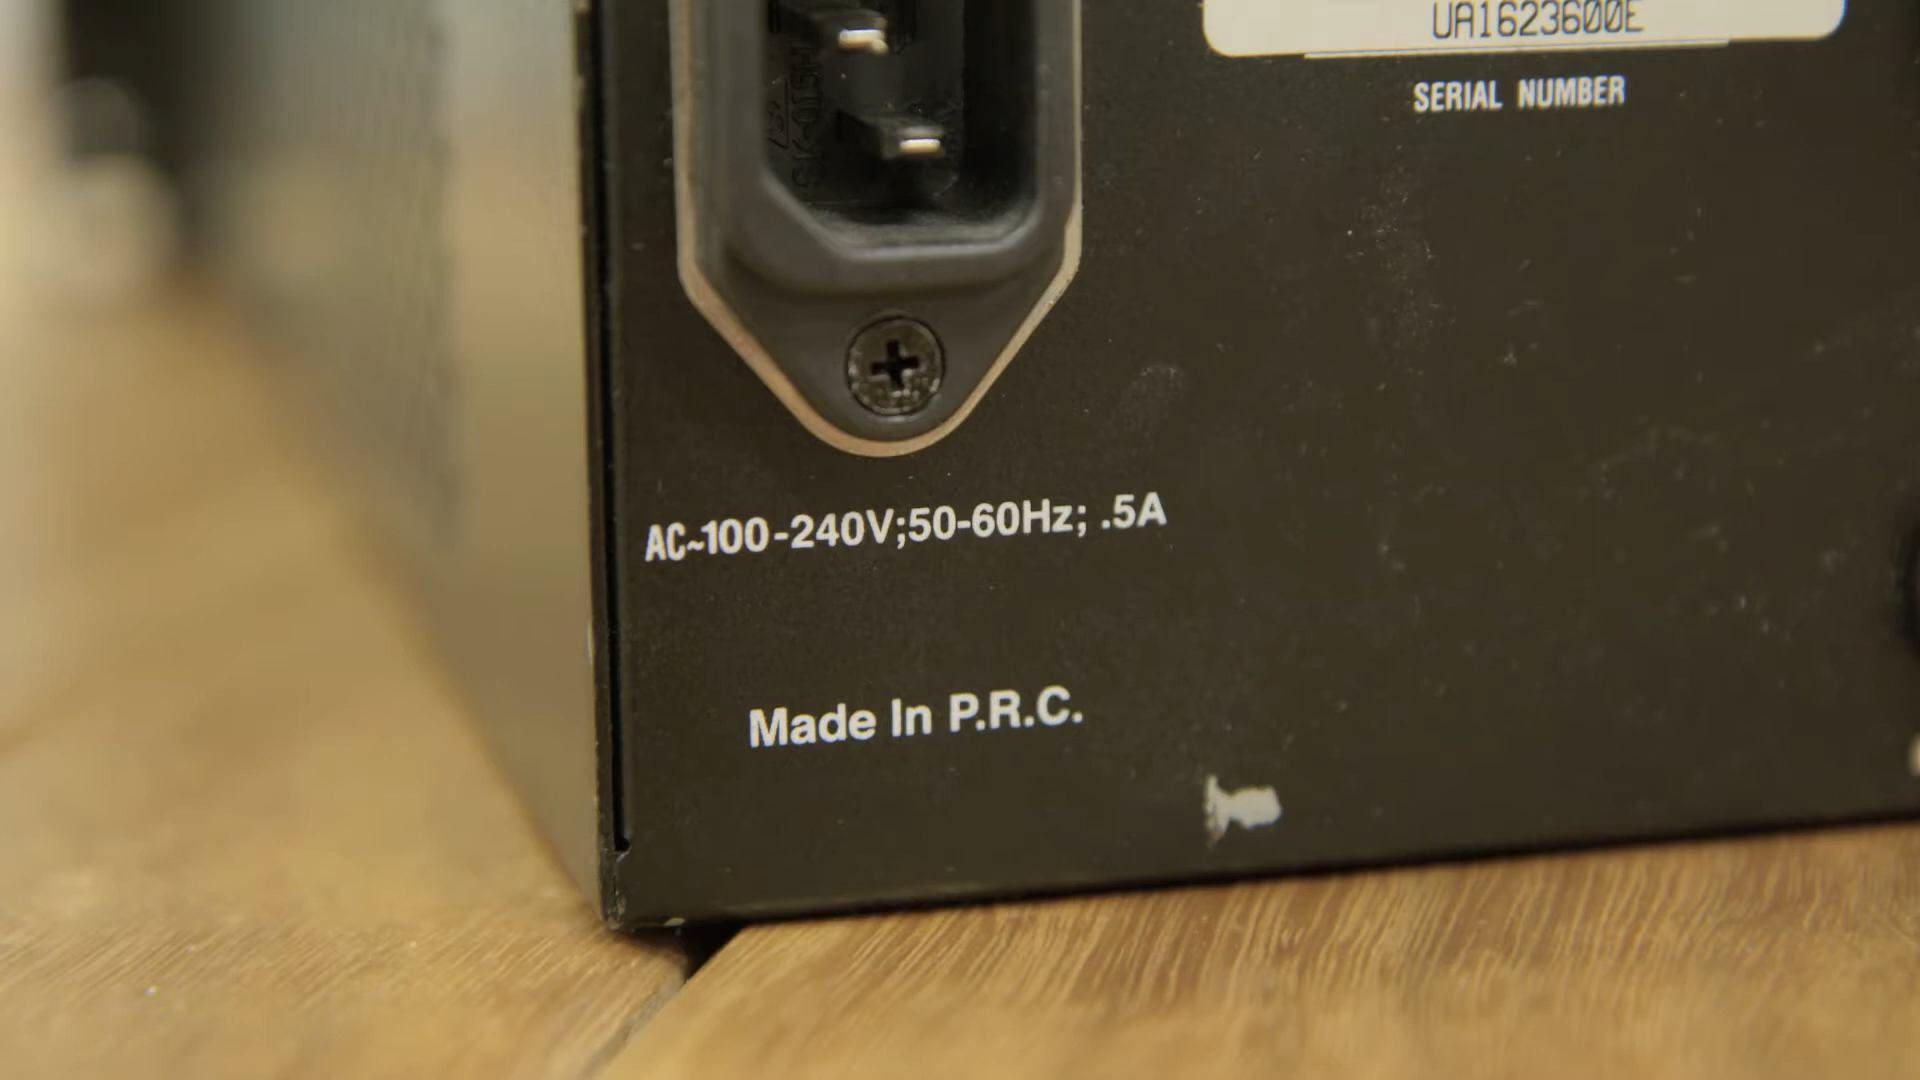 UA1623600E
SERIAL NUMBER
AC~100-240V;50-60Hz; .5A
Made In P.R.C.